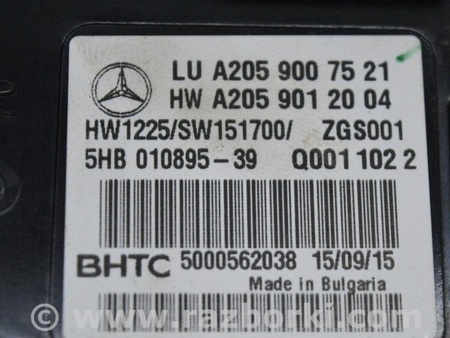 LU A205 900 75 21
HW A205 901 20 04
HW1225/SW151700/ ZGS001
5HB 010895-39 Q001 102 2
BHTC 5000562038 15/09/15
Made in Bulgaria
© www.razborki.com